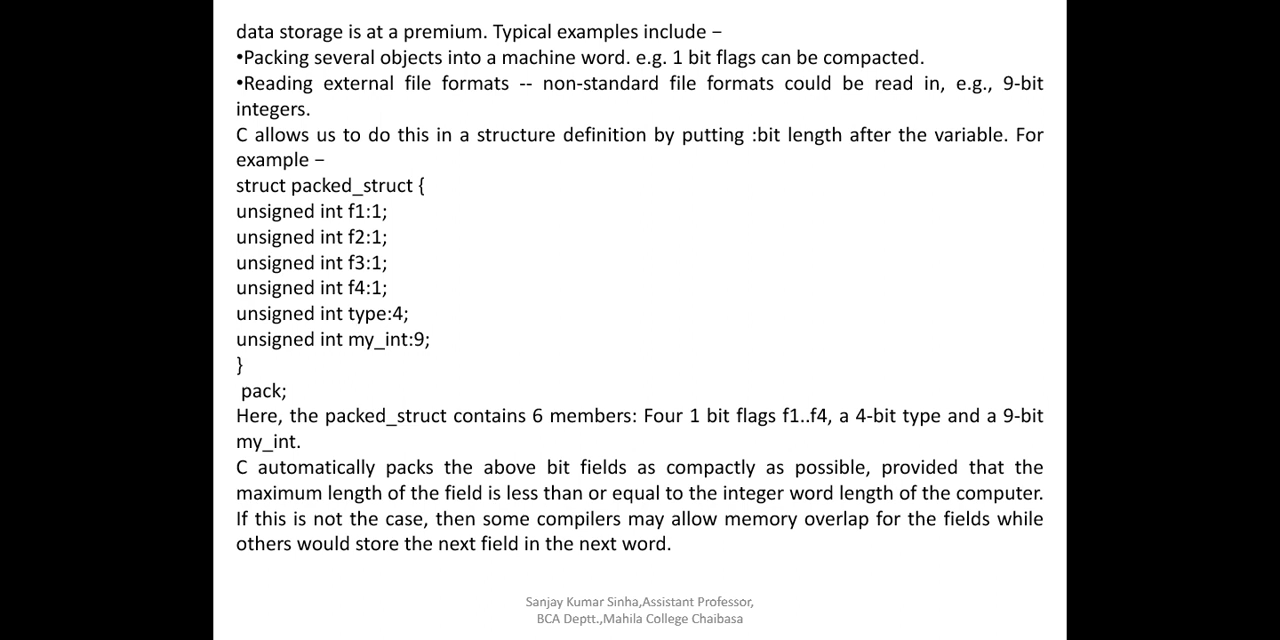 data storage is at a premium. Typical examples include −
•Packing several objects into a machine word. e.g. 1 bit flags can be compacted.
•Reading external file formats -- non-standard file formats could be read in, e.g., 9-bit
integers.
C allows us to do this in a structure definition by putting :bit length after the variable. For
example −
struct packed_struct {
unsigned int f1:1;
unsigned int f2:1;
unsigned int f3:1;
unsigned int f4:1;
unsigned int type:4;
unsigned int my_int:9;
}
pack;
Here, the packed_struct contains 6 members: Four 1 bit flags f1..f4, a 4-bit type and a 9-bit
my_int.
C automatically packs the above bit fields as compactly as possible, provided that the
maximum length of the field is less than or equal to the integer word length of the computer.
If this is not the case, then some compilers may allow memory overlap for the fields while
others would store the next field in the next word.
Sanjay Kumar Sinha,Assistant Professor,
BCA Deptt.,Mahila College Chaibasa